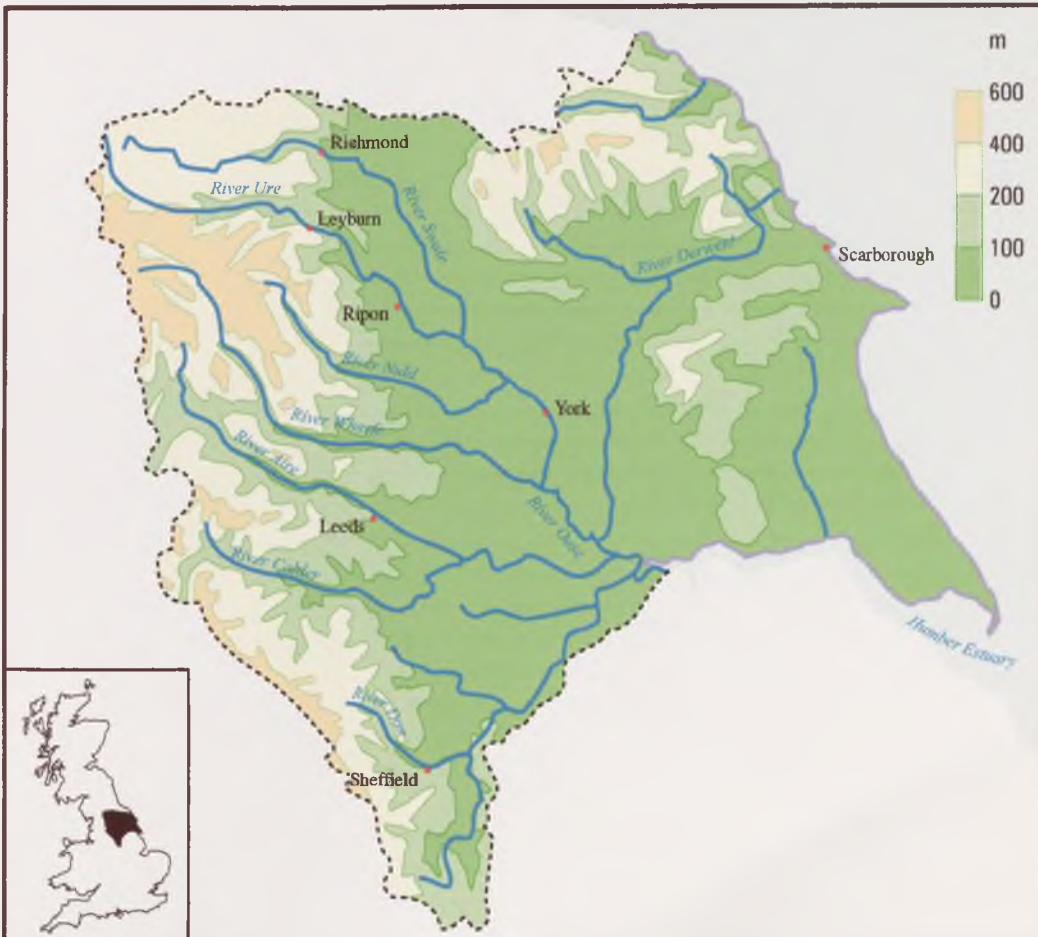 m
600
400
200
100
0
Richmond
River Ure
River Swale
Leyburn
River Derwent
Scarborough
Ripon
River Nidd
York
River Wharfe
River Aire
Leeds
River Ouse
River Calder
Humber Estuary
River Don
Sheffield